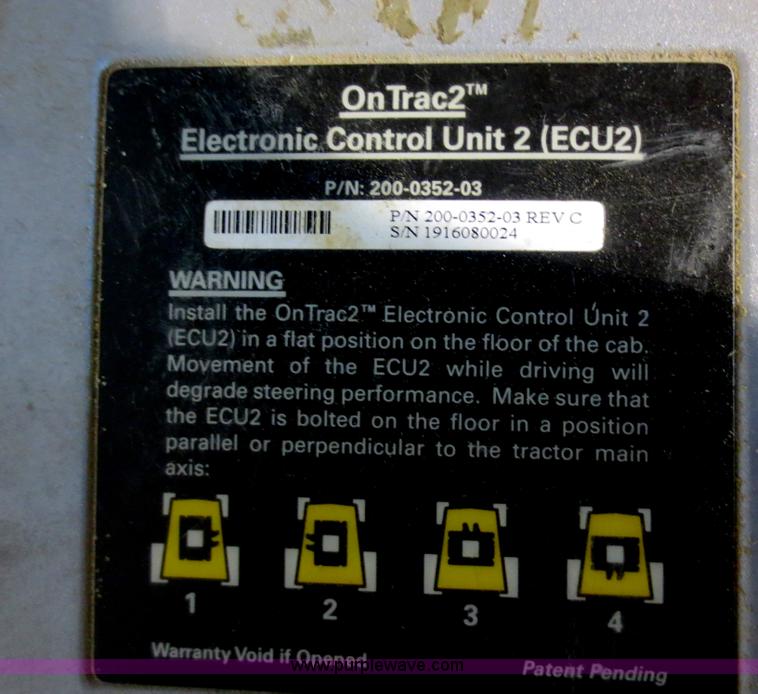 OnTrac2™
Electronic Control Unit 2 (ECU2)
P/N: 200-0352-03
P/N 200-0352-03 REV C
S/N 1916080024
WARNING
Install the OnTrac2™ Electronic Control Unit 2
(ECU2) in a flat position on the floor of the cab.
Movement of the ECU2 while driving will
degrade steering performance. Make sure that
the ECU2 is bolted on the floor in a position
parallel or perpendicular to the tractor main
axis:
1 2 3 4
Warranty Void if Opened
Patent Pending
www.purplewave.com